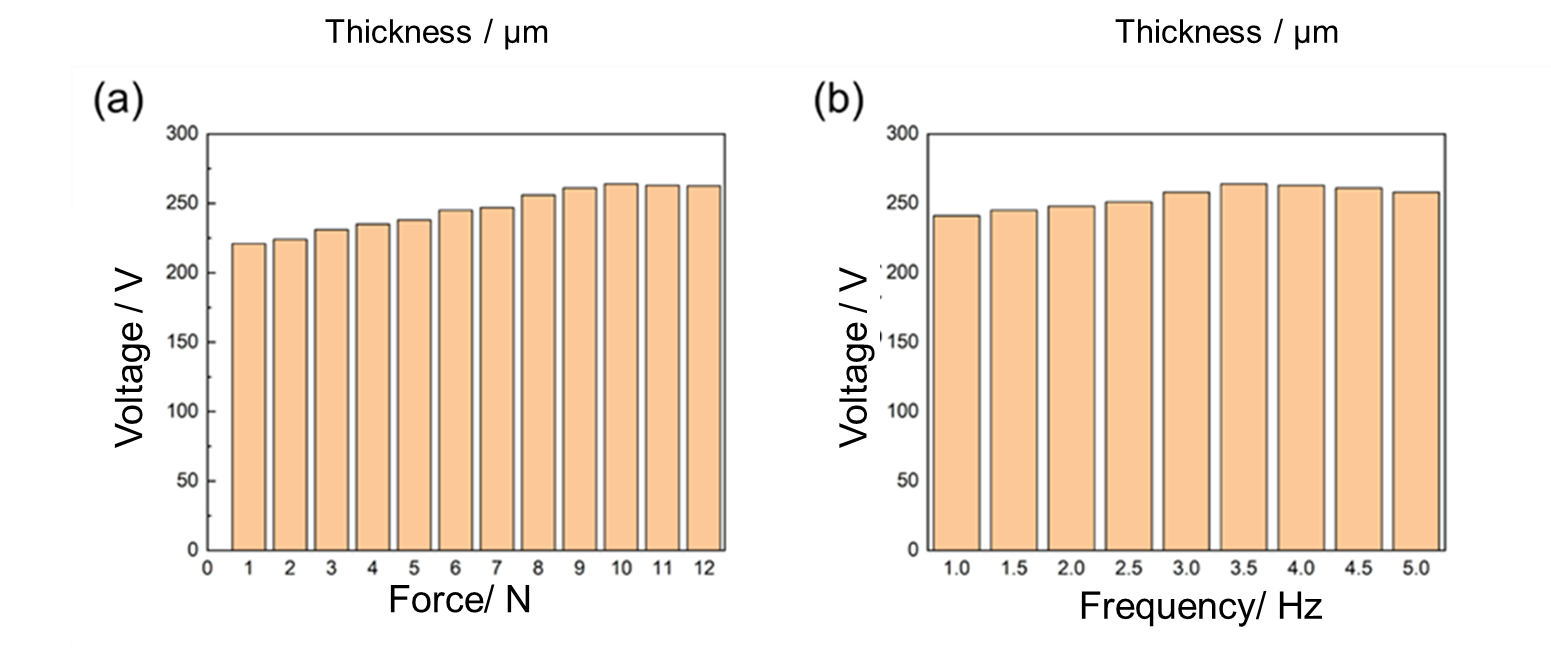 Thickness / μm
Thickness / μm
(a)
(b)
300
250
200
150
100
50
0
Voltage / V
0 1 2 3 4 5 6 7 8 9 10 11 12
Force/ N
300
250
200
150
100
50
0
Voltage / V
1.0 1.5 2.0 2.5 3.0 3.5 4.0 4.5 5.0
Frequency/ Hz